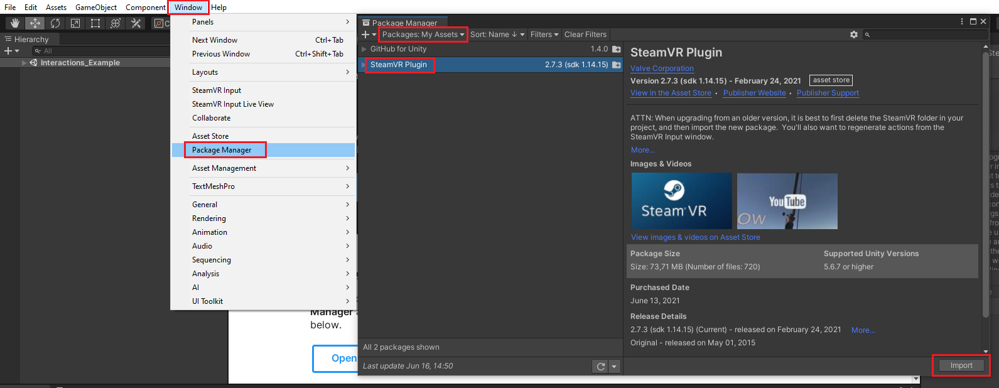 File Edit Assets GameObject Component Window Help
Hierarchy
All
Interactions_Example
Panels
Next Window Ctrl+Tab
Previous Window Ctrl+Shift+Tab
Layouts
SteamVR Input
SteamVR Input Live View
Collaborate
Asset Store
Package Manager
Asset Management
TextMeshPro
General
Rendering
Animation
Audio
Sequencing
Analysis
AI
UI Toolkit
Manager
below.
Open
Package Manager
Packages: My Assets Sort: Name ↓ Filters Clear Filters
GitHub for Unity 1.4.0
SteamVR Plugin 2.7.3 (sdk 1.14.15)
All 2 packages shown
Last update Jun 16, 14:50
SteamVR Plugin
Valve Corporation
Version 2.7.3 (sdk 1.14.15) - February 24, 2021 asset store
View in the Asset Store • Publisher Website • Publisher Support
ATTN: When upgrading from an older version, it is best to first delete the SteamVR folder in your
project, and then import the new package. You'll also want to regenerate actions from the
SteamVR Input window.
More...
Images & Videos
STEAM VR
YouTube
OW
View images & videos on Asset Store
Package Size Supported Unity Versions
Size: 73,71 MB (Number of files: 720) 5.6.7 or higher
Purchased Date
June 13, 2021
Release Details
2.7.3 (sdk 1.14.15) (Current) - released on February 24, 2021 More...
Original - released on May 01, 2015
Import